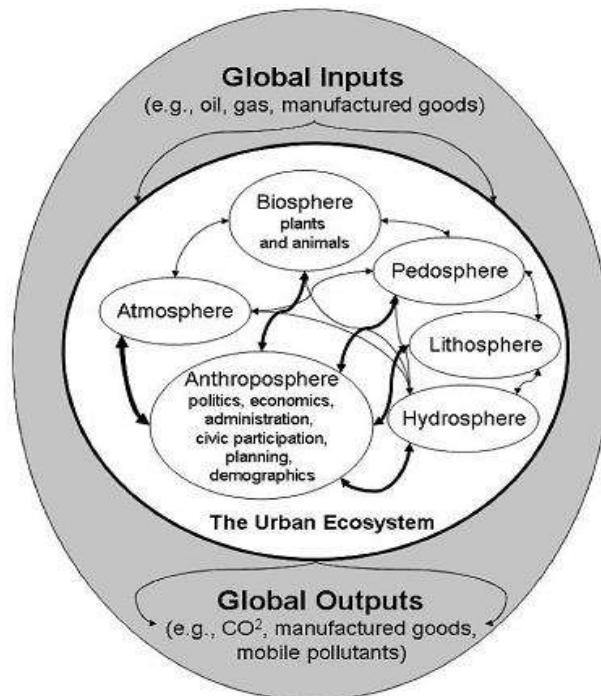 Global Inputs
(e.g., oil, gas, manufactured goods)
Biosphere
plants
and animals
Pedosphere
Atmosphere
Lithosphere
Anthroposphere
politics, economics,
administration,
civic participation,
planning,
demographics
Hydrosphere
The Urban Ecosystem
Global Outputs
(e.g., CO², manufactured goods,
mobile pollutants)